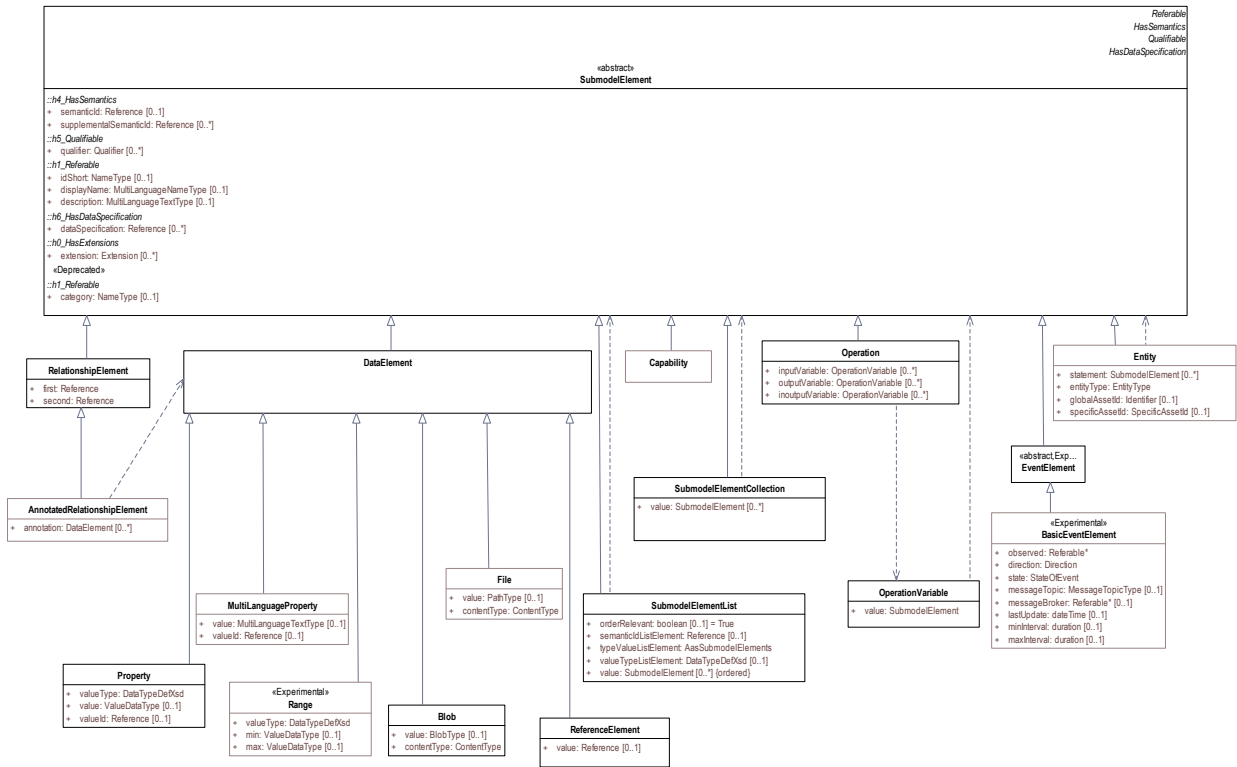 Referable
HasSemantics
Qualifiable
HasDataSpecification
«abstract»
SubmodelElement
::h4_HasSemantics
+ semanticId: Reference [0..1]
+ supplementalSemanticId: Reference [0..*]
::h5_Qualifiable
+ qualifier: Qualifier [0..*]
::h1_Referable
+ idShort: NameType [0..1]
+ displayName: MultiLanguageNameType [0..1]
+ description: MultiLanguageTextType [0..1]
::h6_HasDataSpecification
+ dataSpecification: Reference [0..*]
::h0_HasExtensions
+ extension: Extension [0..*]
«Deprecated»
::h1_Referable
+ category: NameType [0..1]
RelationshipElement
+ first: Reference
+ second: Reference
DataElement
Capability
Operation
+ inputVariable: OperationVariable [0..*]
+ outputVariable: OperationVariable [0..*]
+ inoutputVariable: OperationVariable [0..*]
Entity
+ statement: SubmodelElement [0..*]
+ entityType: EntityType
+ globalAssetId: Identifier [0..1]
+ specificAssetId: SpecificAssetId [0..1]
«abstract,Exp...
EventElement
AnnotatedRelationshipElement
+ annotation: DataElement [0..*]
SubmodelElementCollection
+ value: SubmodelElement [0..*]
«Experimental»
BasicEventElement
+ observed: Referable*
+ direction: Direction
+ state: StateOfEvent
+ messageTopic: MessageTopicType [0..1]
+ messageBroker: Referable* [0..1]
+ lastUpdate: dateTime [0..1]
+ minInterval: duration [0..1]
+ maxInterval: duration [0..1]
File
+ value: PathType [0..1]
+ contentType: ContentType
OperationVariable
+ value: SubmodelElement
MultiLanguageProperty
+ value: MultiLanguageTextType [0..1]
+ valueId: Reference [0..1]
SubmodelElementList
+ orderRelevant: boolean [0..1] = True
+ semanticIdListElement: Reference [0..1]
+ typeValueListElement: AasSubmodelElements
+ valueTypeListElement: DataTypeDefXsd [0..1]
+ value: SubmodelElement [0..*] {ordered}
Property
+ valueType: DataTypeDefXsd
+ value: ValueDataType [0..1]
+ valueId: Reference [0..1]
«Experimental»
Range
+ valueType: DataTypeDefXsd
+ min: ValueDataType [0..1]
+ max: ValueDataType [0..1]
Blob
+ value: BlobType [0..1]
+ contentType: ContentType
ReferenceElement
+ value: Reference [0..1]